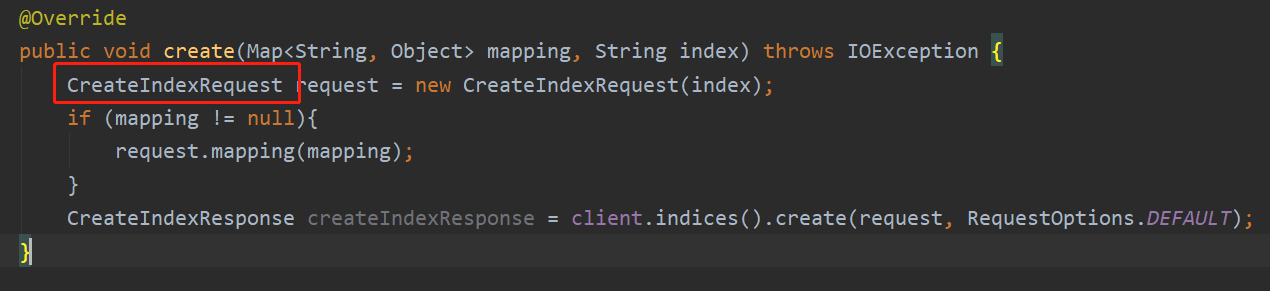 @Override
public void create(Map<String, Object> mapping, String index) throws IOException {
CreateIndexRequest request = new CreateIndexRequest(index);
if (mapping != null){
request.mapping(mapping);
}
CreateIndexResponse createIndexResponse = client.indices().create(request, RequestOptions.DEFAULT);
}